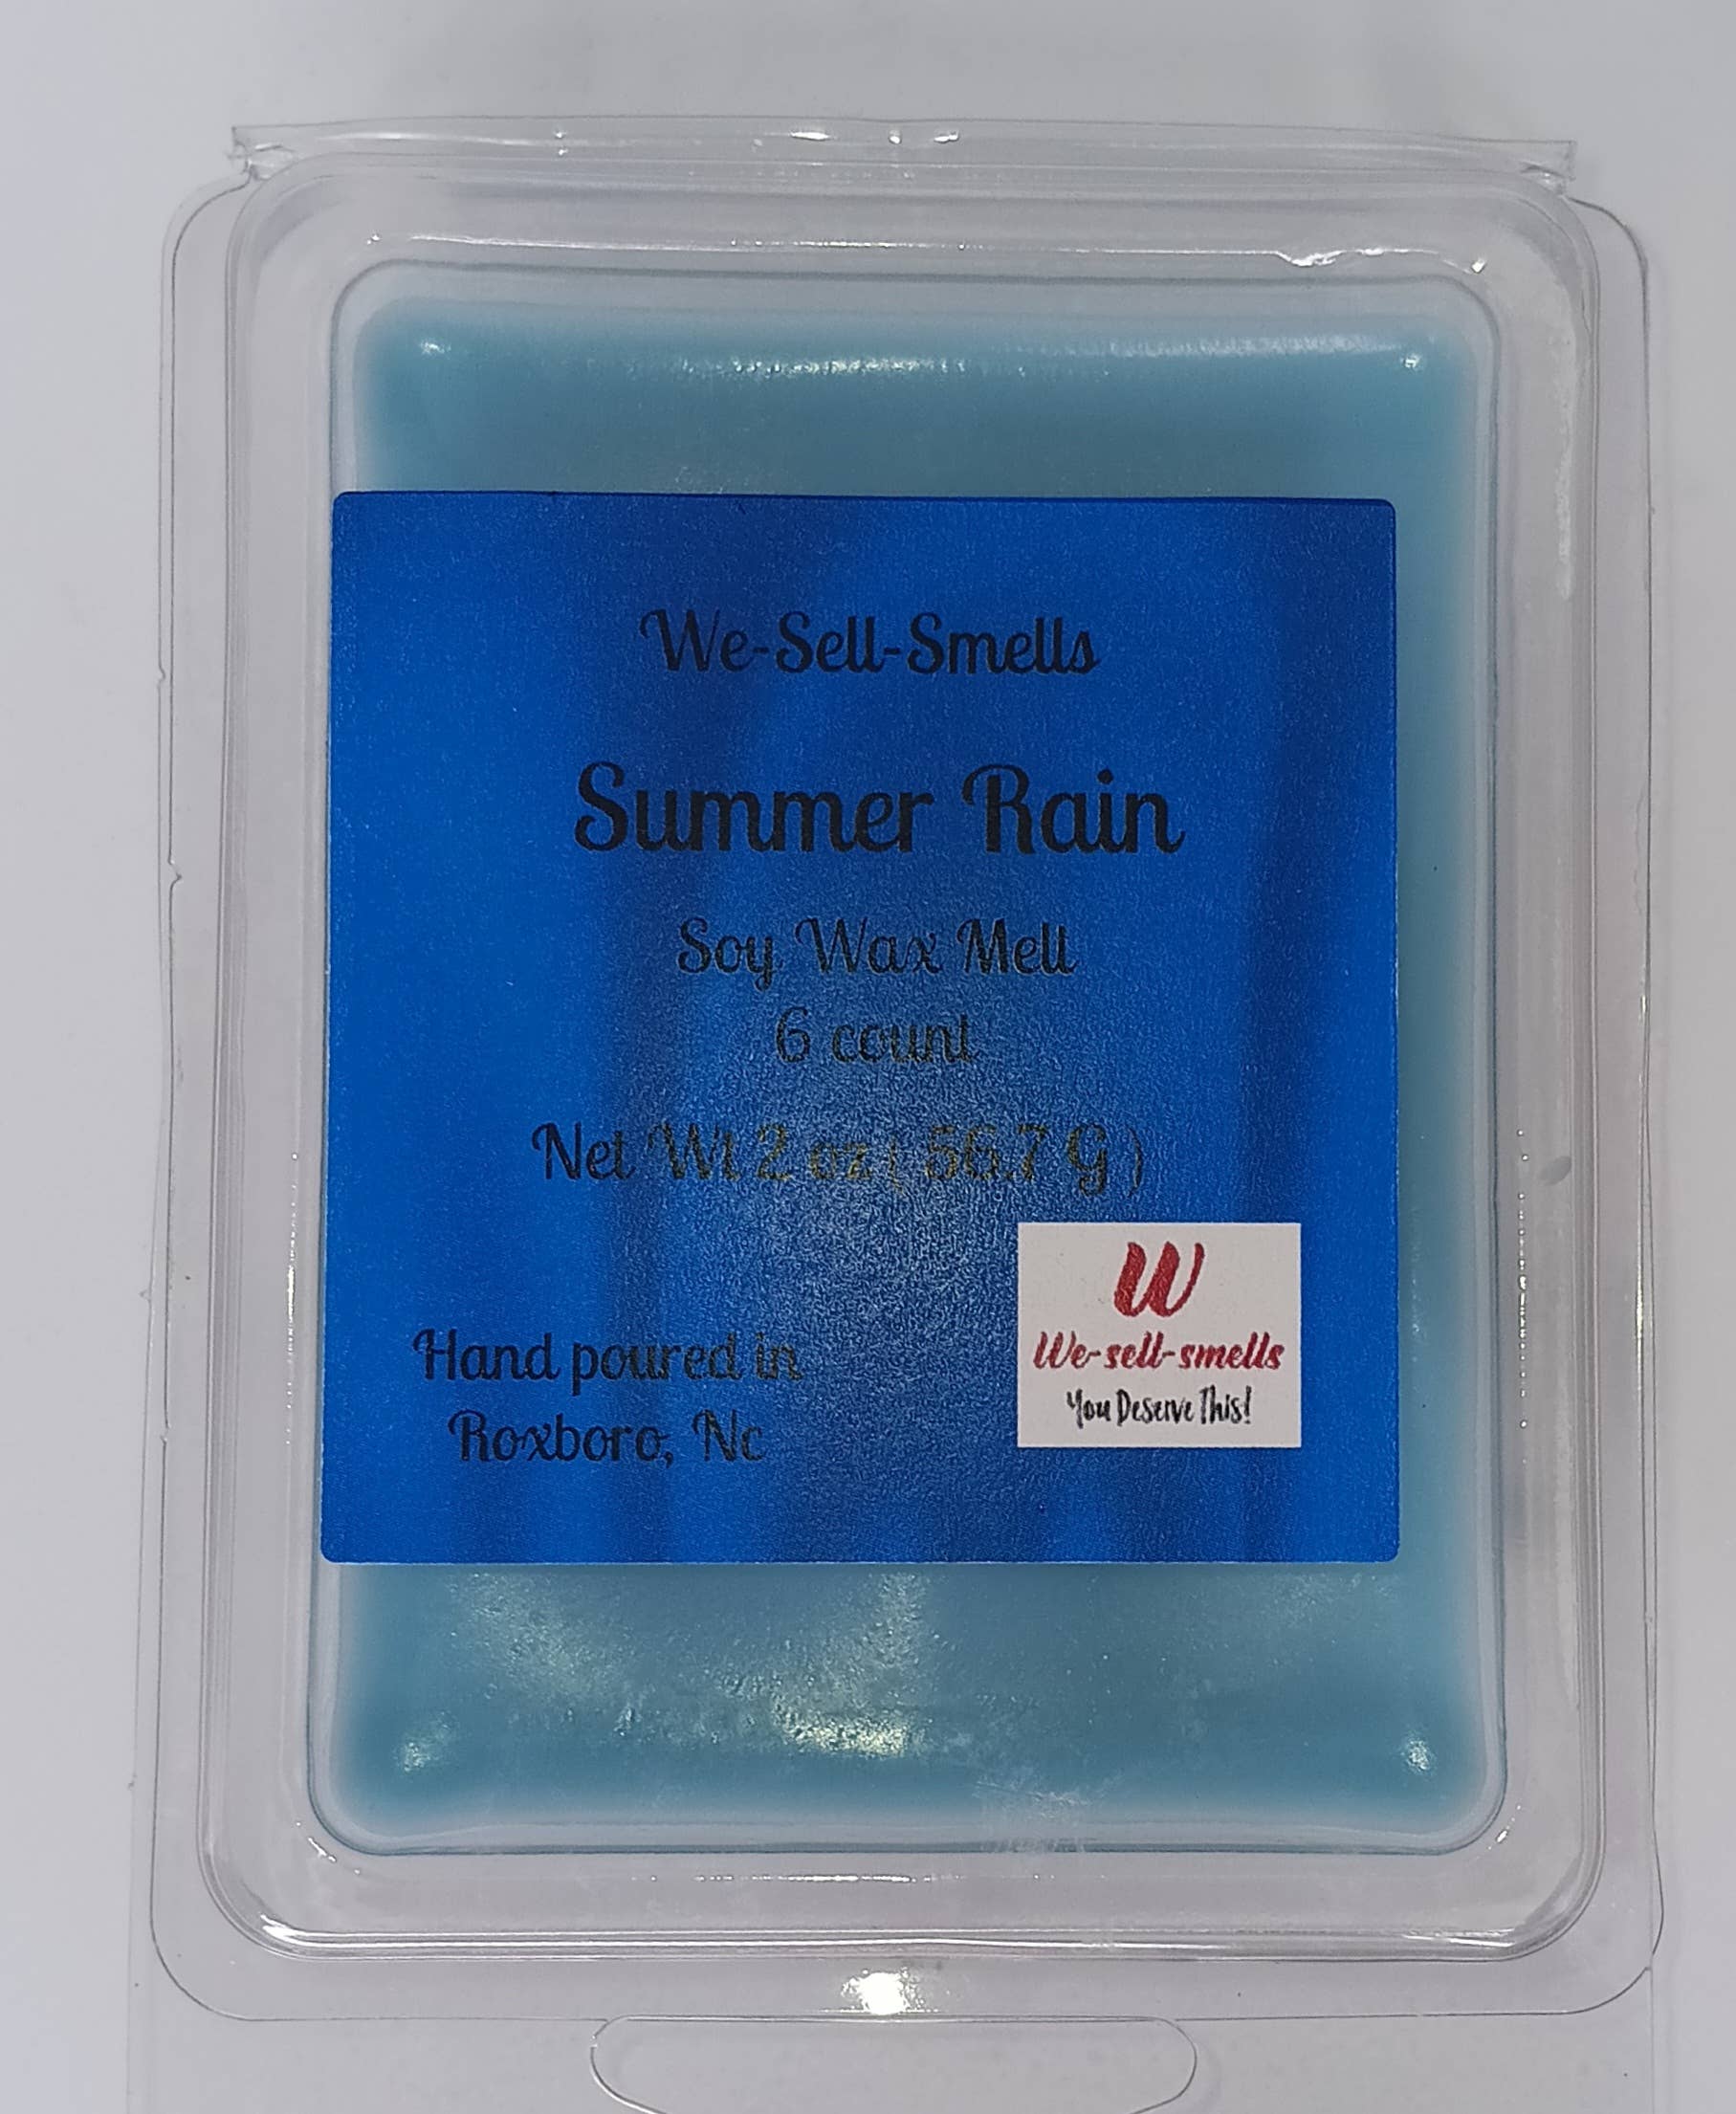 We-Sell-Smells
Summer Rain
Soy Wax Melt
6 count
Net Wt 2 oz ( 56.7 G )
Hand poured in
Roxboro, Nc
W
We-sell-smells
You Deserve This!